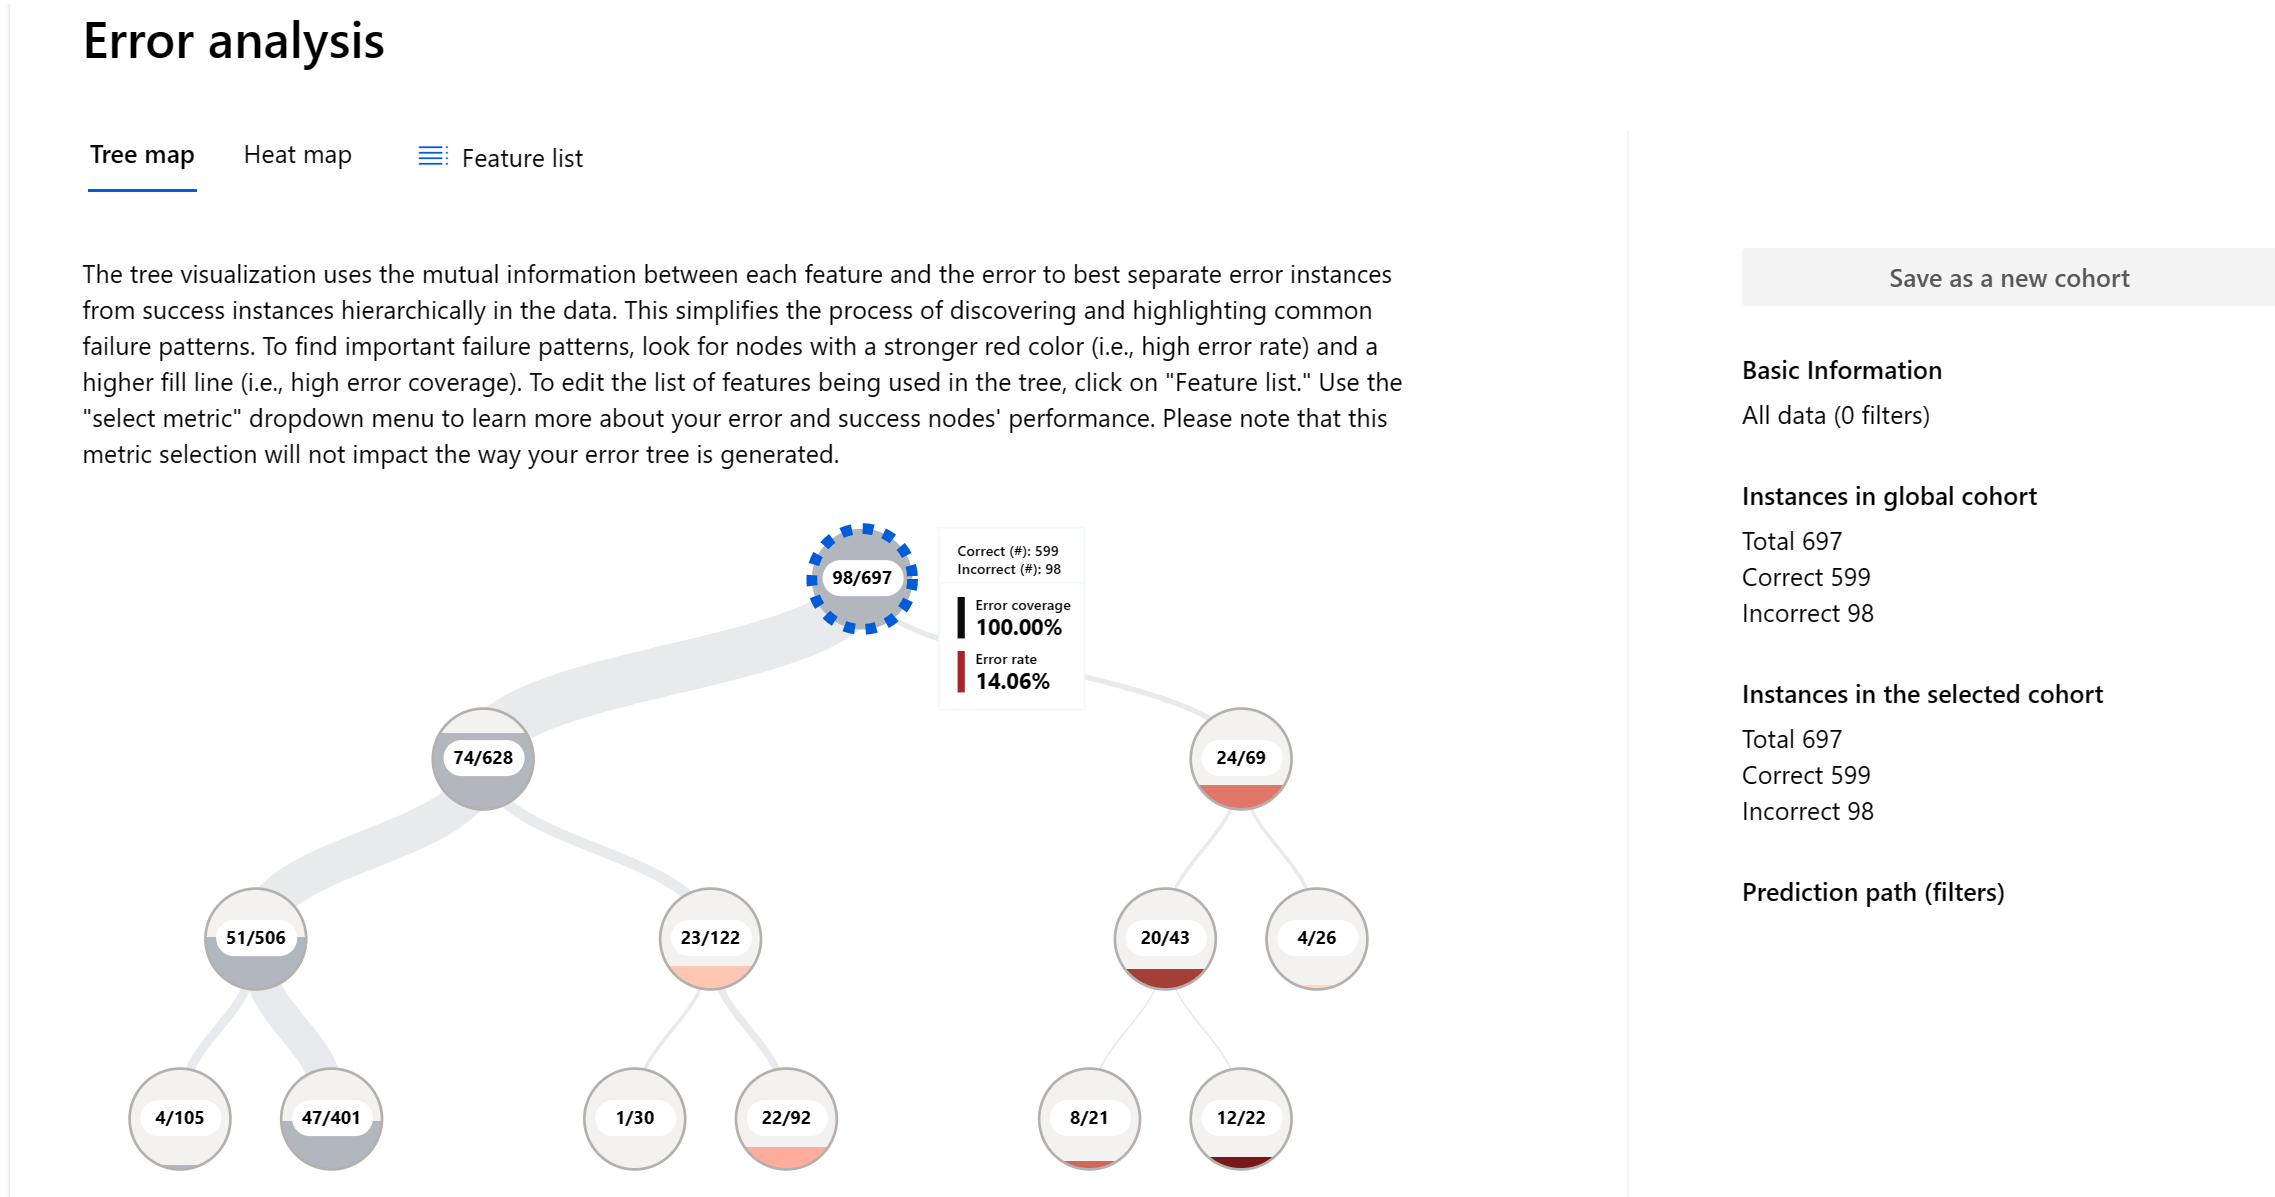 Error analysis
Tree map
Heat map
Feature list
The tree visualization uses the mutual information between each feature and the error to best separate error instances
from success instances hierarchically in the data. This simplifies the process of discovering and highlighting common
failure patterns. To find important failure patterns, look for nodes with a stronger red color (i.e., high error rate) and a
higher fill line (i.e., high error coverage). To edit the list of features being used in the tree, click on "Feature list." Use the
"select metric" dropdown menu to learn more about your error and success nodes' performance. Please note that this
metric selection will not impact the way your error tree is generated.
98/697
Correct (#): 599
Incorrect (#): 98
Error coverage
100.00%
Error rate
14.06%
74/628
24/69
51/506
23/122
20/43
4/26
4/105
47/401
1/30
22/92
8/21
12/22
Save as a new cohort
Basic Information
All data (0 filters)
Instances in global cohort
Total 697
Correct 599
Incorrect 98
Instances in the selected cohort
Total 697
Correct 599
Incorrect 98
Prediction path (filters)